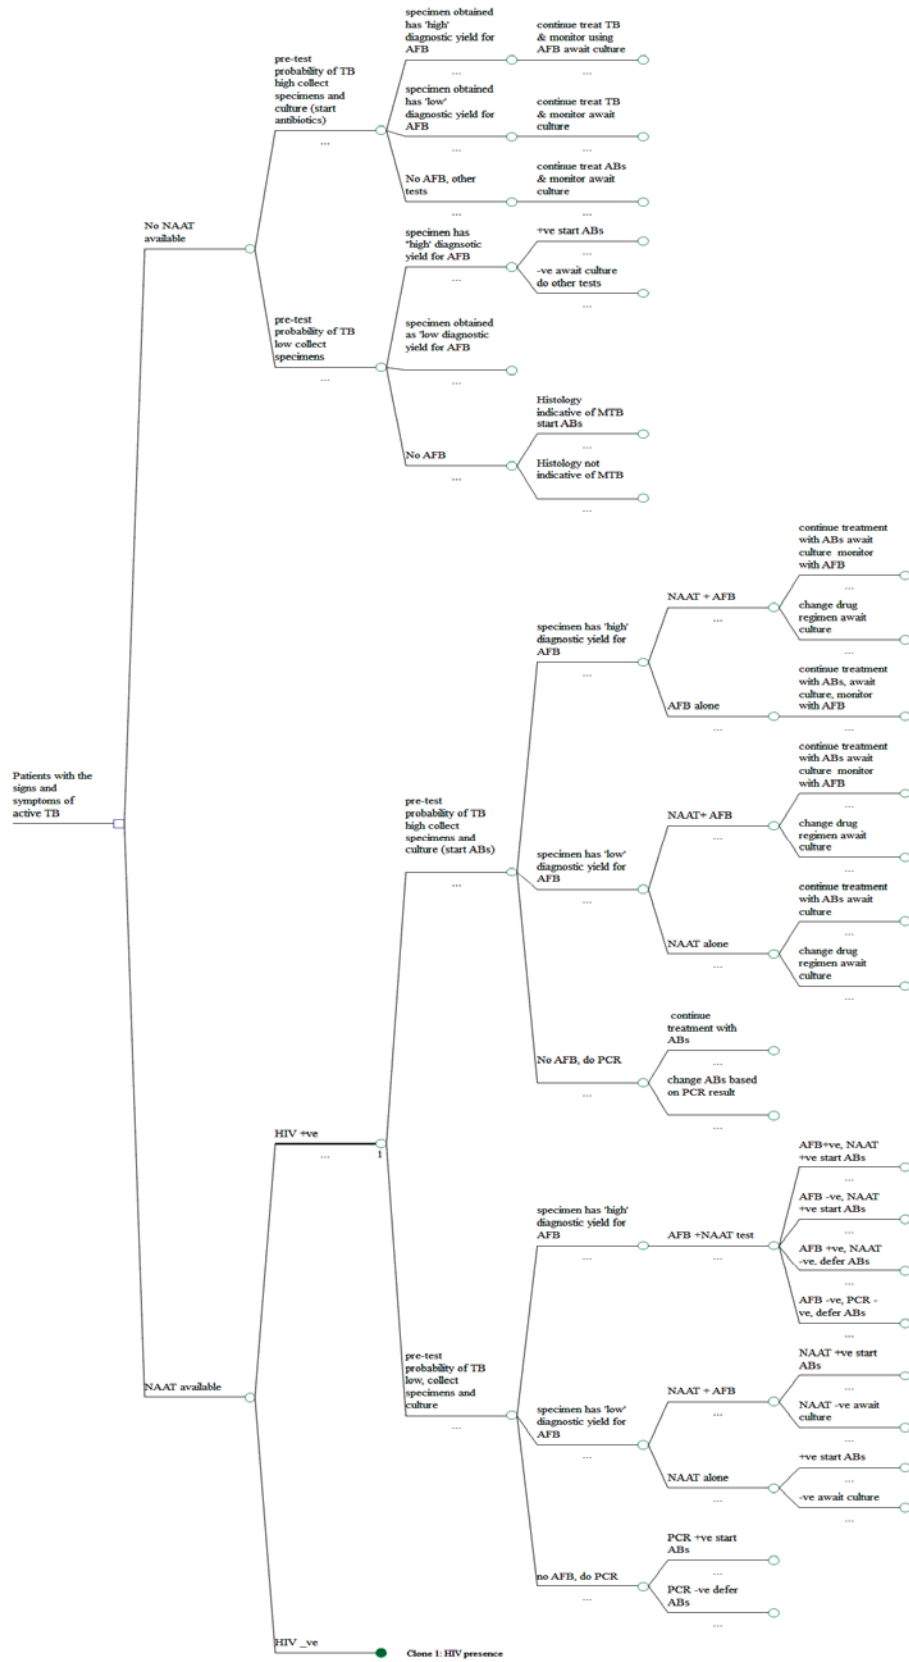 specimen obtained
has 'high'
diagnostic yield for
AFB
...
continue treat TB
& monitor using
AFB await culture
...
pre-test
probability of TB
high collect
specimens and
culture (start
antibiotics)
...
specimen obtained
has 'low'
diagnostic yield for
AFB
...
continue treat TB
& monitor await
culture
...
No AFB, other
tests
...
continue treat ABs
& monitor await
culture
...
No NAAT
available
specimen has
"high' diagnsotic
yield for AFB
...
+ve start ABs
...
-ve await culture
do other tests
...
pre-test
probability of TB
low collect
specimens
...
specimen obtained
as 'low diagnostic
yield for AFB
...
No AFB
...
Histology
indicative of MTB
start ABs
...
Histology not
indicative of MTB
...
Patients with the
signs and
symptoms of
active TB
pre-test
probability of TB
high collect
specimens and
culture (start ABs)
...
specimen has 'high'
diagnostic yield for
AFB
...
NAAT + AFB
...
continue treatment
with ABs await
culture monitor
with AFB
...
change drug
regimen await
culture
...
AFB alone
...
continue treatment
with ABs, await
culture, monitor
with AFB
...
specimen has 'low'
diagnostic yield for
AFB
...
NAAT+ AFB
...
continue treatment
with ABs await
culture monitor
with AFB
...
change drug
regimen await
culture
...
NAAT alone
...
continue treatment
with ABs await
culture
...
change drug
regimen await
culture
...
No AFB, do PCR
...
continue
treatment with
ABs
...
change ABs based
on PCR result
...
HIV +ve
...
1
pre-test
probability of TB
low, collect
specimens and
culture
...
specimen has 'high'
diagnostic yield for
AFB
...
AFB +NAAT test
...
AFB+ve, NAAT
+ve start ABs
...
AFB -ve, NAAT
+ve start ABs
...
AFB +ve, NAAT
-ve. defer ABs
...
AFB -ve, PCR -
ve, defer ABs
...
specimen has 'low'
diagnostic yield for
AFB
...
NAAT + AFB
...
NAAT +ve start
ABs
...
NAAT -ve await
culture
...
NAAT alone
...
+ve start ABs
...
-ve await culture
...
no AFB, do PCR
...
PCR +ve start
ABs
...
PCR -ve defer
ABs
...
NAAT available
HIV _ve
Clone 1: HIV presence